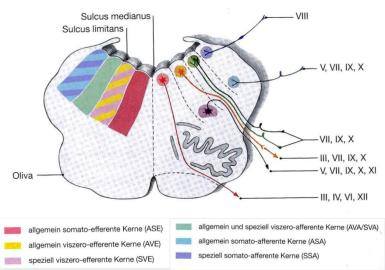 Sulcus medianus
Sulcus limitans
VIII
V, VII, IX, X
VII, IX, X
III, VII, IX, X
V, VII, IX, X, XI
Oliva
III, IV, VI, XII
allgemein somato-efferente Kerne (ASE)
allgemein viszero-efferente Kerne (AVE)
speziell viszero-efferente Kerne (SVE)
allgemein und speziell viszero-afferente Kerne (AVA/SVA)
allgemein somato-afferente Kerne (ASA)
speziell somato-afferente Kerne (SSA)